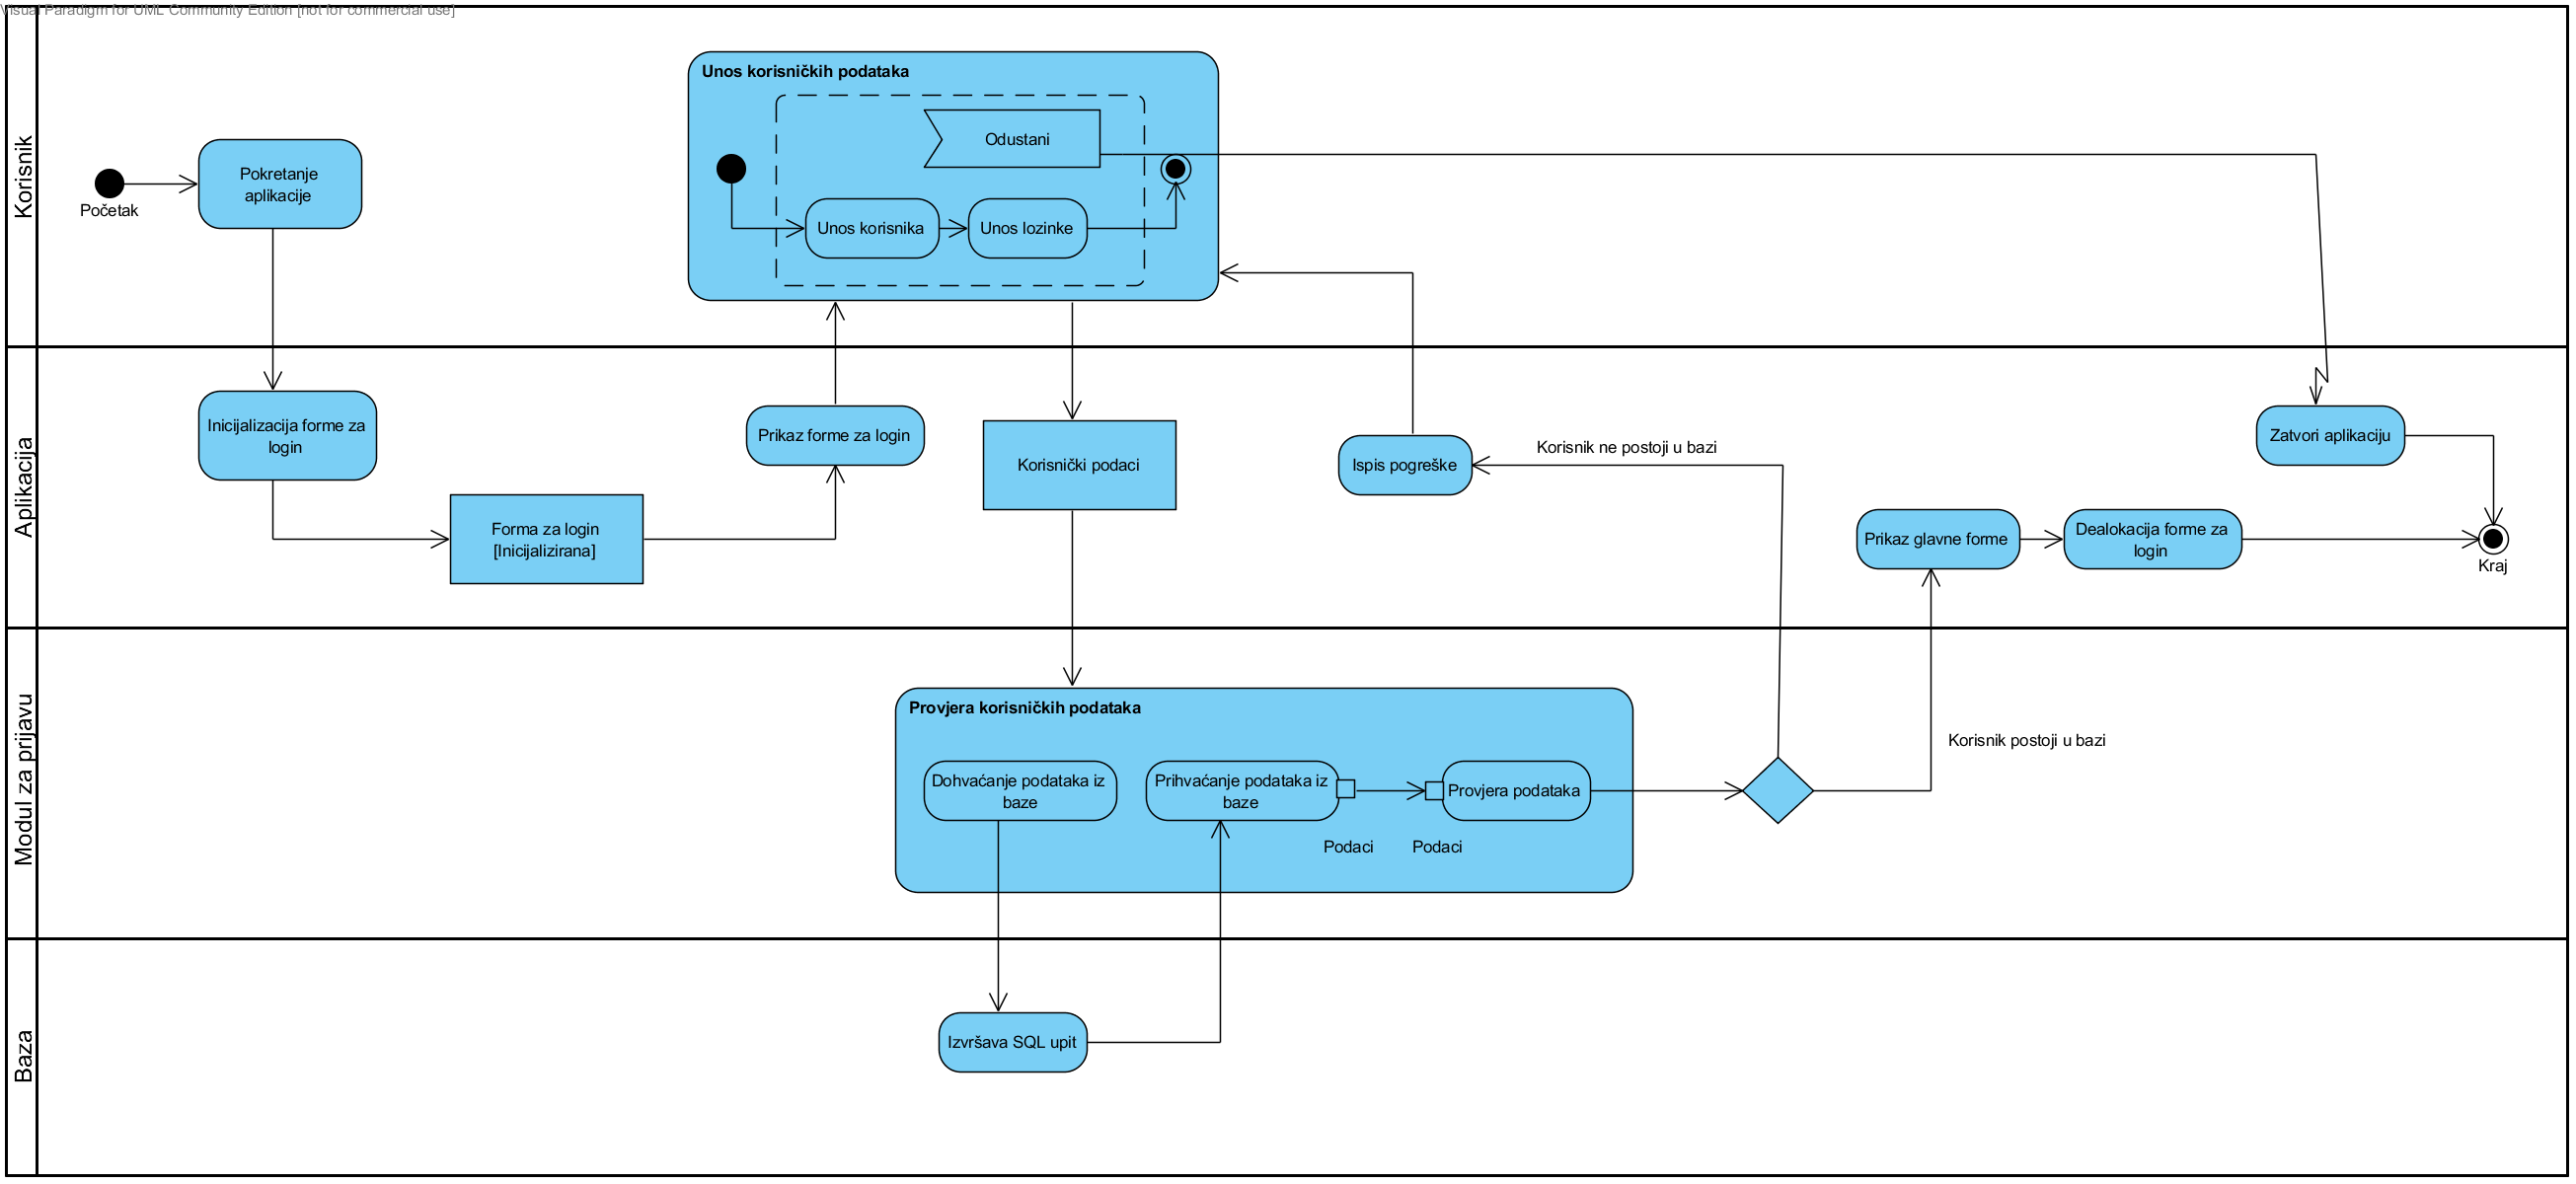 Visual Paradigm for UML Community Edition [not for commercial use]
Korisnik
Početak
Pokretanje
aplikacije
Unos korisničkih podataka
Odustani
Unos korisnika
Unos lozinke
Aplikacija
Inicijalizacija forme za
login
Forma za login
[Inicijalizirana]
Prikaz forme za login
Korisnički podaci
Ispis pogreške
Korisnik ne postoji u bazi
Zatvori aplikaciju
Prikaz glavne forme
Dealokacija forme za
login
Kraj
Modul za prijavu
Provjera korisničkih podataka
Dohvaćanje podataka iz
baze
Prihvaćanje podataka iz
baze
Provjera podataka
Podaci
Podaci
Korisnik postoji u bazi
Baza
Izvršava SQL upit